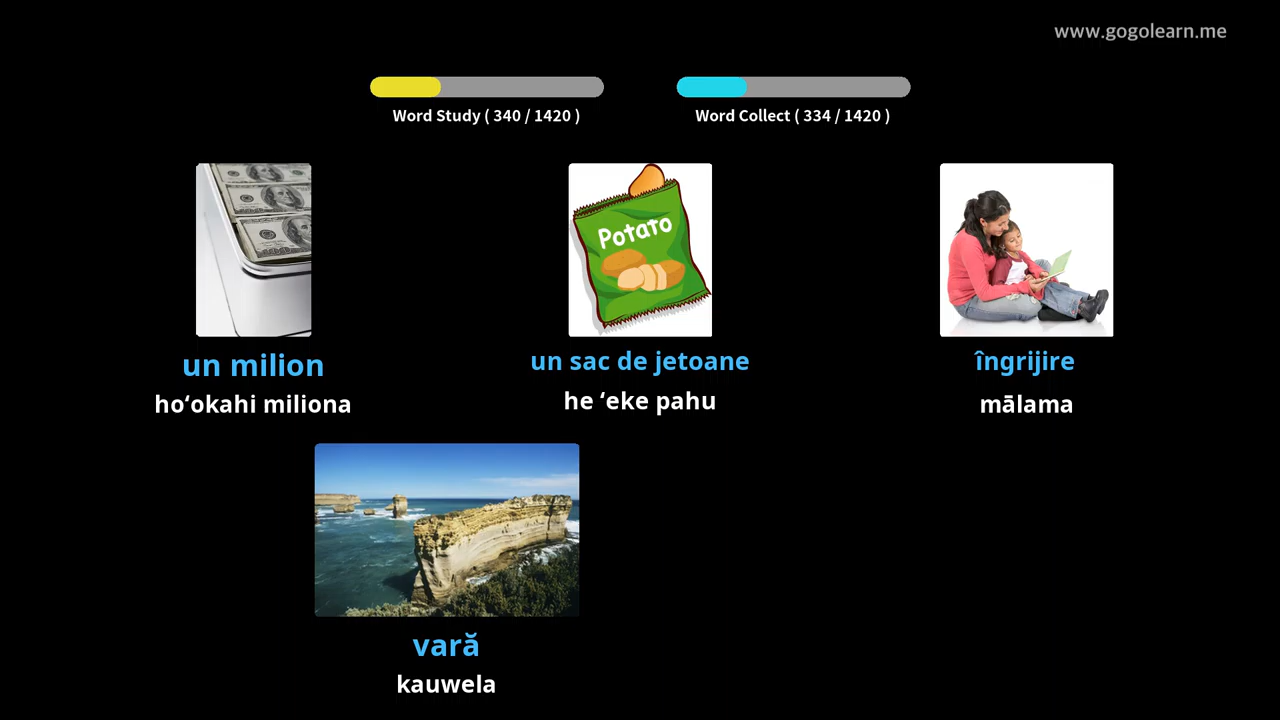 www.gogolearn.me
Word Study ( 340 / 1420 )
Word Collect ( 334 / 1420 )
Potato
un milion
hoʻokahi miliona
un sac de jetoane
he ʻeke pahu
îngrijire
mālama
vară
kauwela